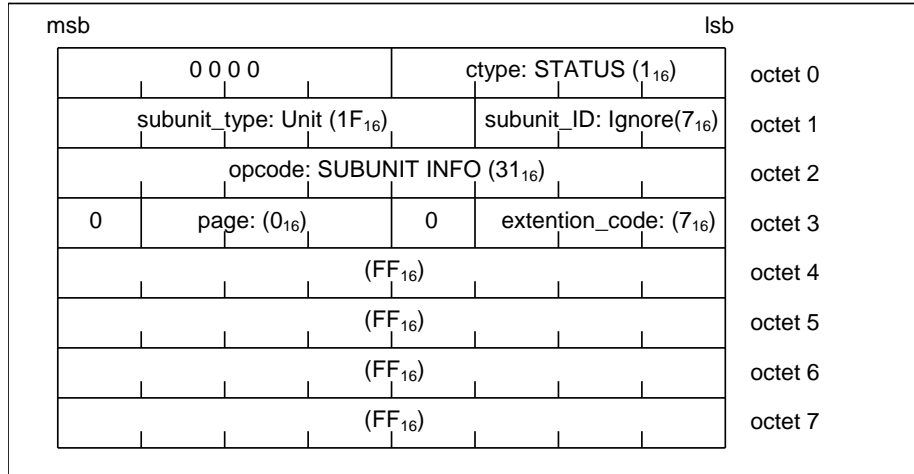 msb lsb
0 0 0 0 ctype: STATUS (1₁₆) octet 0
subunit_type: Unit (1F₁₆) subunit_ID: Ignore(7₁₆) octet 1
opcode: SUBUNIT INFO (31₁₆) octet 2
0 page: (0₁₆) 0 extention_code: (7₁₆) octet 3
(FF₁₆) octet 4
(FF₁₆) octet 5
(FF₁₆) octet 6
(FF₁₆) octet 7